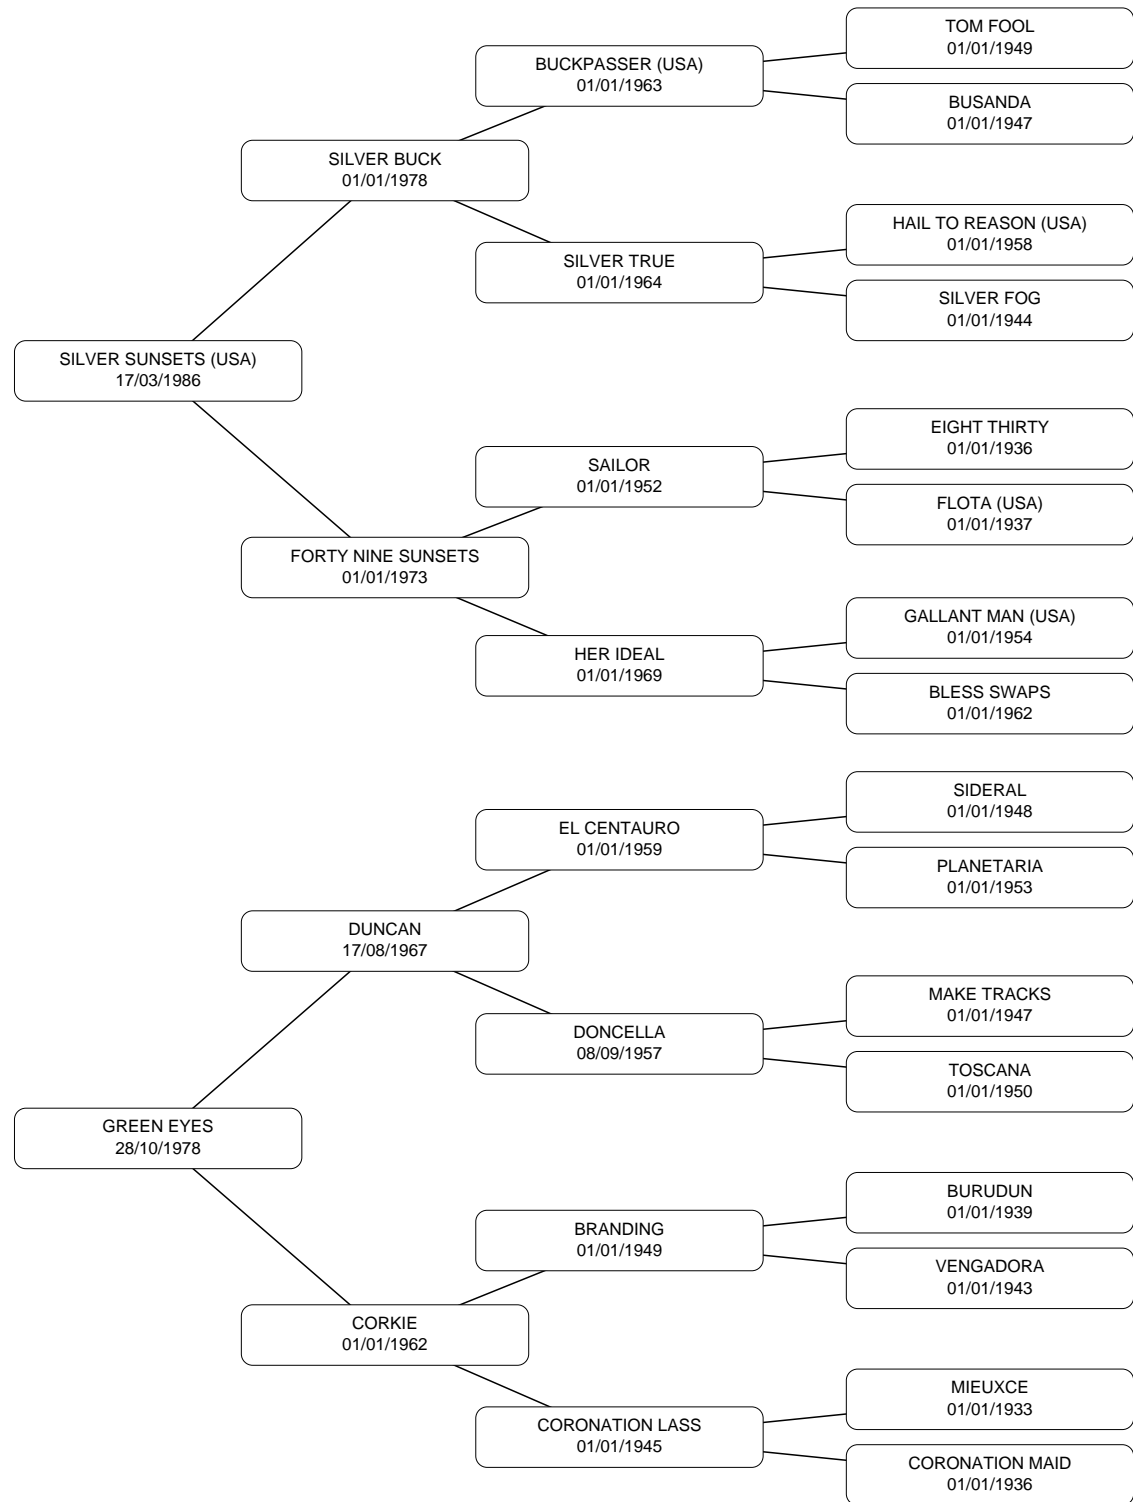 TOM FOOL
01/01/1949
BUCKPASSER (USA)
01/01/1963
BUSANDA
01/01/1947
SILVER BUCK
01/01/1978
HAIL TO REASON (USA)
01/01/1958
SILVER TRUE
01/01/1964
SILVER FOG
01/01/1944
SILVER SUNSETS (USA)
17/03/1986
EIGHT THIRTY
01/01/1936
SAILOR
01/01/1952
FLOTA (USA)
01/01/1937
FORTY NINE SUNSETS
01/01/1973
GALLANT MAN (USA)
01/01/1954
HER IDEAL
01/01/1969
BLESS SWAPS
01/01/1962
SIDERAL
01/01/1948
EL CENTAURO
01/01/1959
PLANETARIA
01/01/1953
DUNCAN
17/08/1967
MAKE TRACKS
01/01/1947
DONCELLA
08/09/1957
TOSCANA
01/01/1950
GREEN EYES
28/10/1978
BURUDUN
01/01/1939
BRANDING
01/01/1949
VENGADORA
01/01/1943
CORKIE
01/01/1962
MIEUXCE
01/01/1933
CORONATION LASS
01/01/1945
CORONATION MAID
01/01/1936